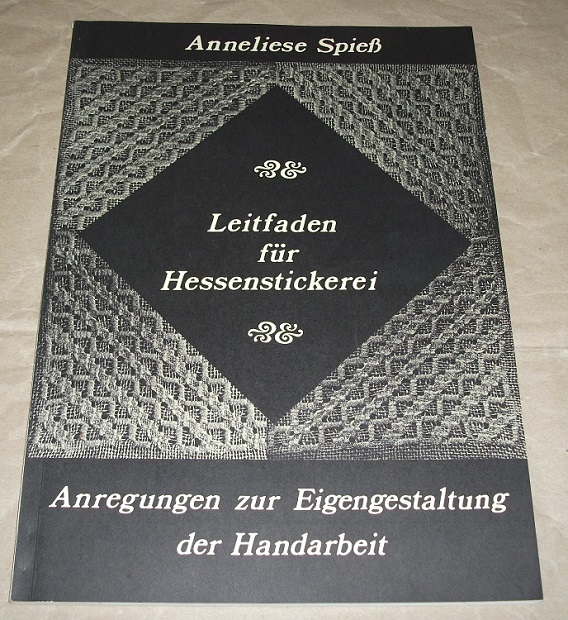 Anneliese Spieß
Leitfaden
für
Hessenstickerei
Anregungen zur Eigengestaltung
der Handarbeit